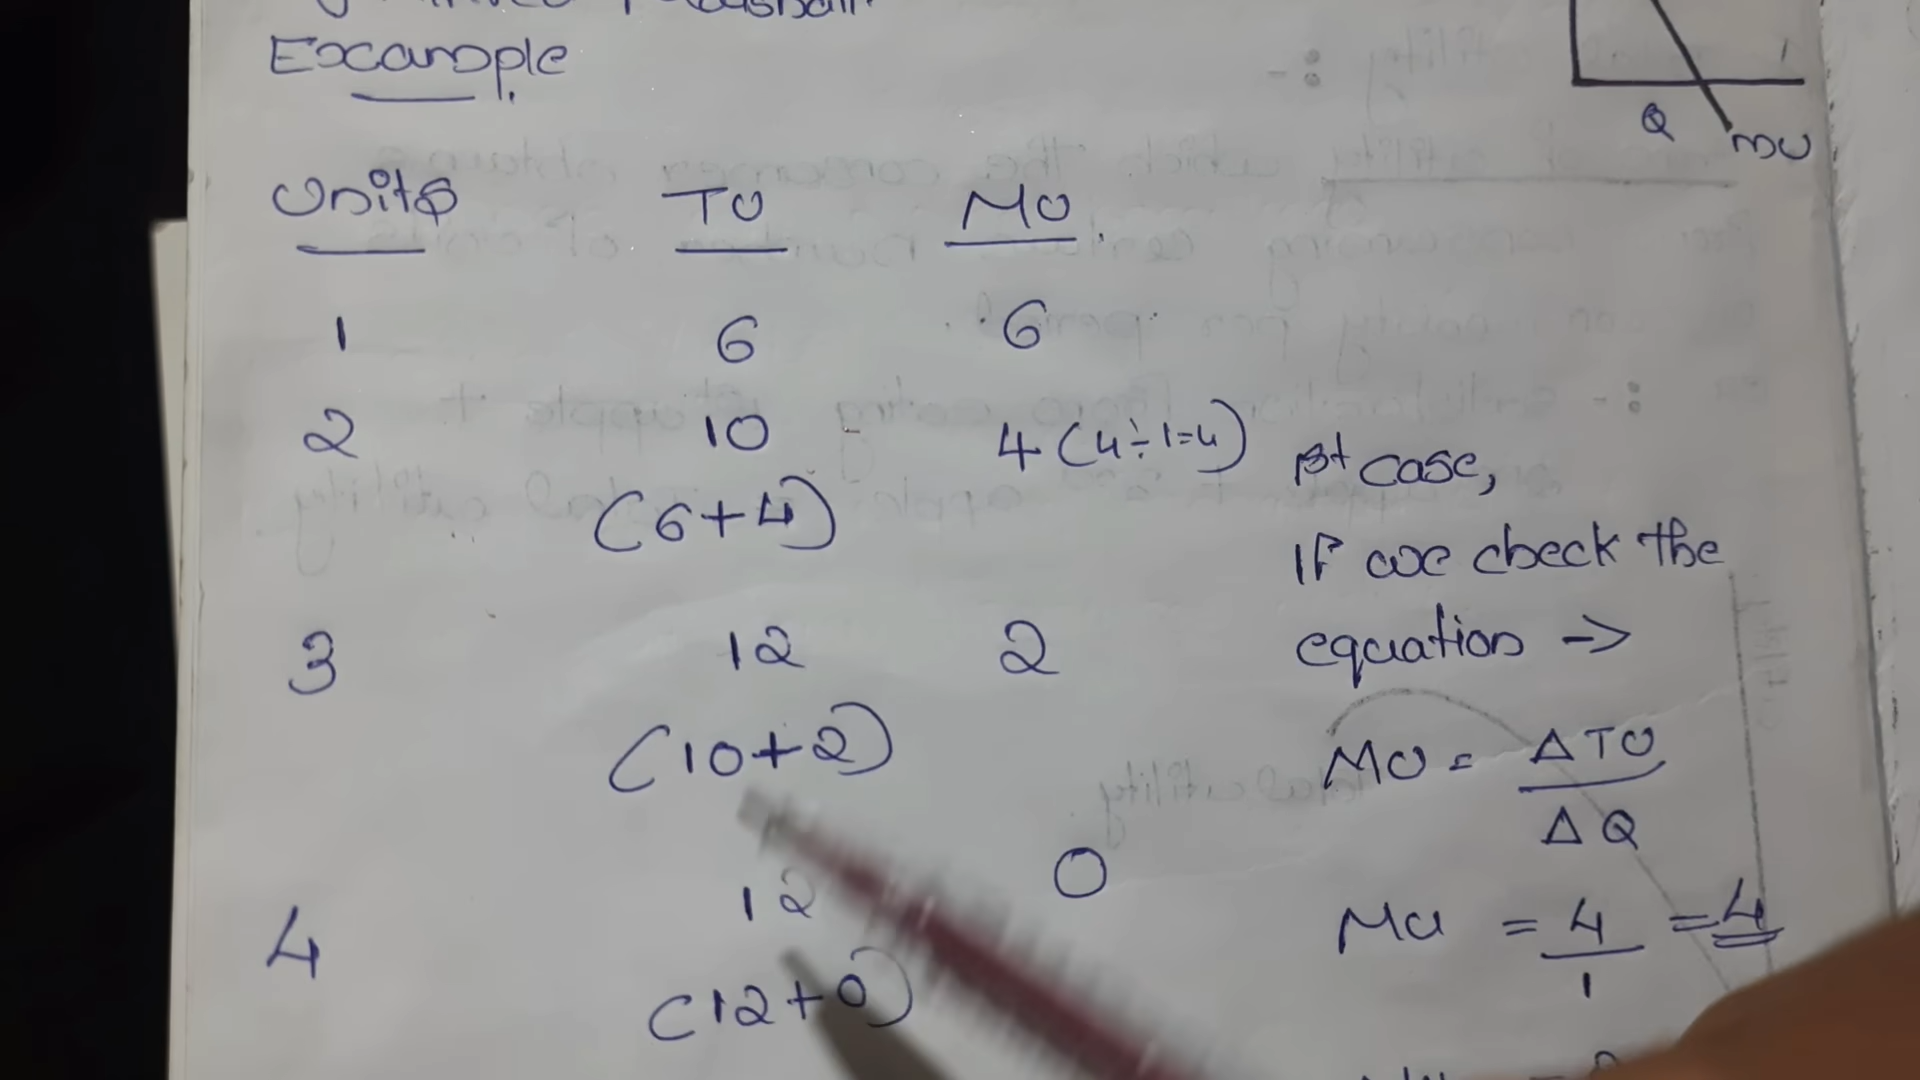 Example
Q
MU
Units TU MU
1 6 6
2 10 4 (4÷1=4)
(6+4)
1st case,
If we check the
equation →
3 12 2
(10+2)
MU = ΔTU
ΔQ
4 12 0
(12+0)
MU = 4 = 4
1